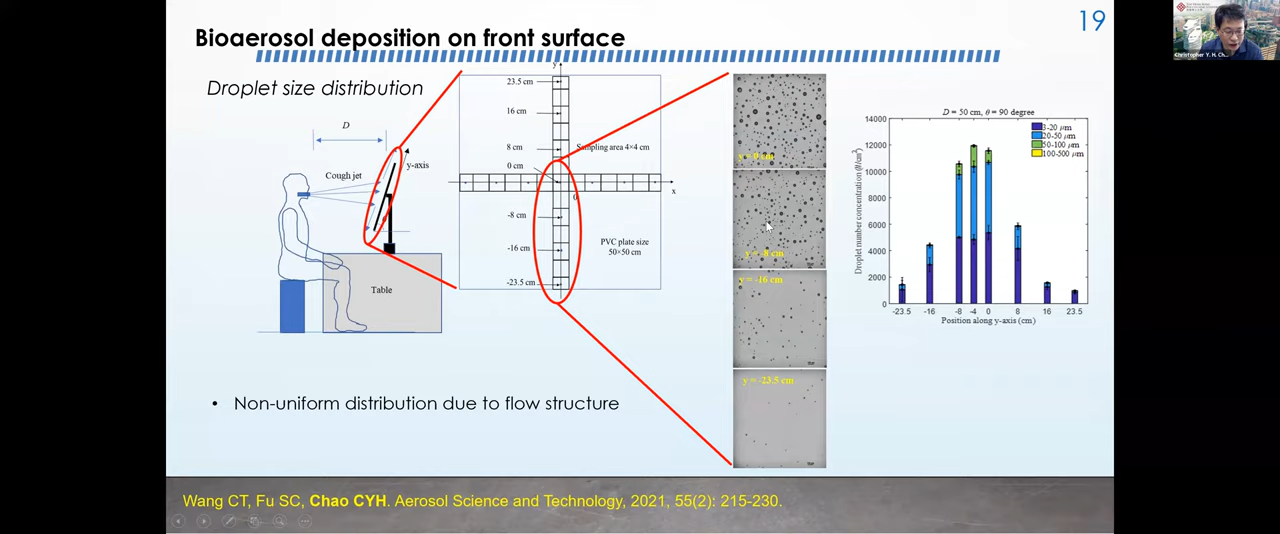 19
Bioaerosol deposition on front surface
Droplet size distribution
D
Cough jet
y-axis
Table
y
23.5 cm
16 cm
8 cm
0 cm
-8 cm
-16 cm
-23.5 cm
Sampling area 4×4 cm
x
0
PVC plate size
50×50 cm
y = 0 cm
y = -8 cm
y = -16 cm
y = -23.5 cm
D = 50 cm, θ = 90 degree
3-20 μm
20-50 μm
50-100 μm
100-500 μm
Droplet number concentration (#/cm²)
14000
12000
10000
8000
6000
4000
2000
0
-23.5 -16 -8 -4 0 8 16 23.5
Position along y-axis (cm)
• Non-uniform distribution due to flow structure
Wang CT, Fu SC, Chao CYH. Aerosol Science and Technology, 2021, 55(2): 215-230.
Christopher Y. H. Ch...